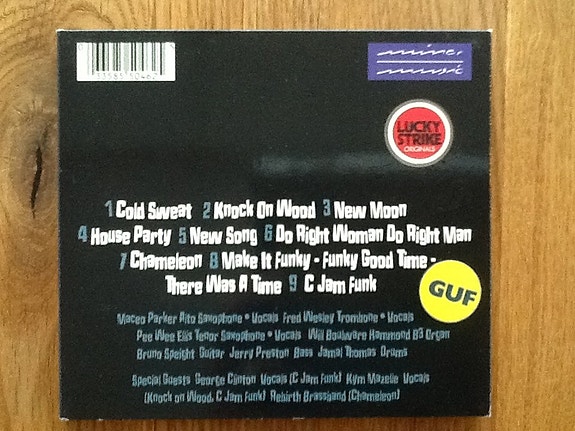 53585 50462
minor
music
LUCKY
STRIKE
ORIGINALS
1 Cold Sweat 2 Knock On Wood 3 New Moon
4 House Party 5 New Song 6 Do Right Woman Do Right Man
7 Chameleon 8 Make It Funky - Funky Good Time -
There Was A Time 9 C Jam Funk
GUF
Maceo Parker Alto Saxophone • Vocals Fred Wesley Trombone • Vocals
Pee Wee Ellis Tenor Saxophone • Vocals Will Boulware Hammond B3 Organ
Bruno Speight Guitar Jerry Preston Bass Jamal Thomas Drums
Special Guests George Clinton Vocals (C Jam Funk) Kym Mazelle Vocals
(Knock on Wood, C Jam Funk) Rebirth Brassband (Chameleon)